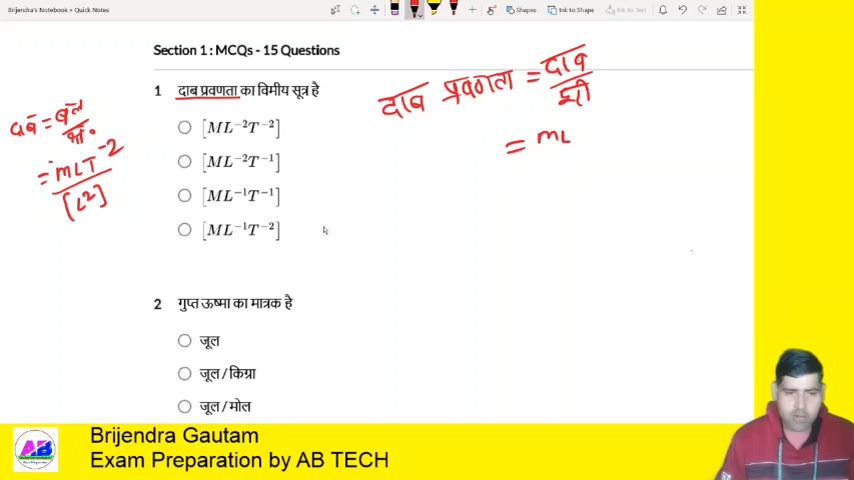 Brijendra's Notebook > Quick Notes
Shapes
Ink to Shape
Ink to Text
Section 1 : MCQs - 15 Questions
1 दाब प्रवणता का विमीय सूत्र है
[ML⁻²T⁻²]
[ML⁻²T⁻¹]
[ML⁻¹T⁻¹]
[ML⁻¹T⁻²]
दाब = बल/क्षे॰
= MLT⁻²/[L²]
दाब प्रवणता = दाब/दूरी
= ML
2 गुप्त ऊष्मा का मात्रक है
जूल
जूल / किग्रा
जूल / मोल
AB
Brijendra Gautam
Exam Preparation by AB TECH